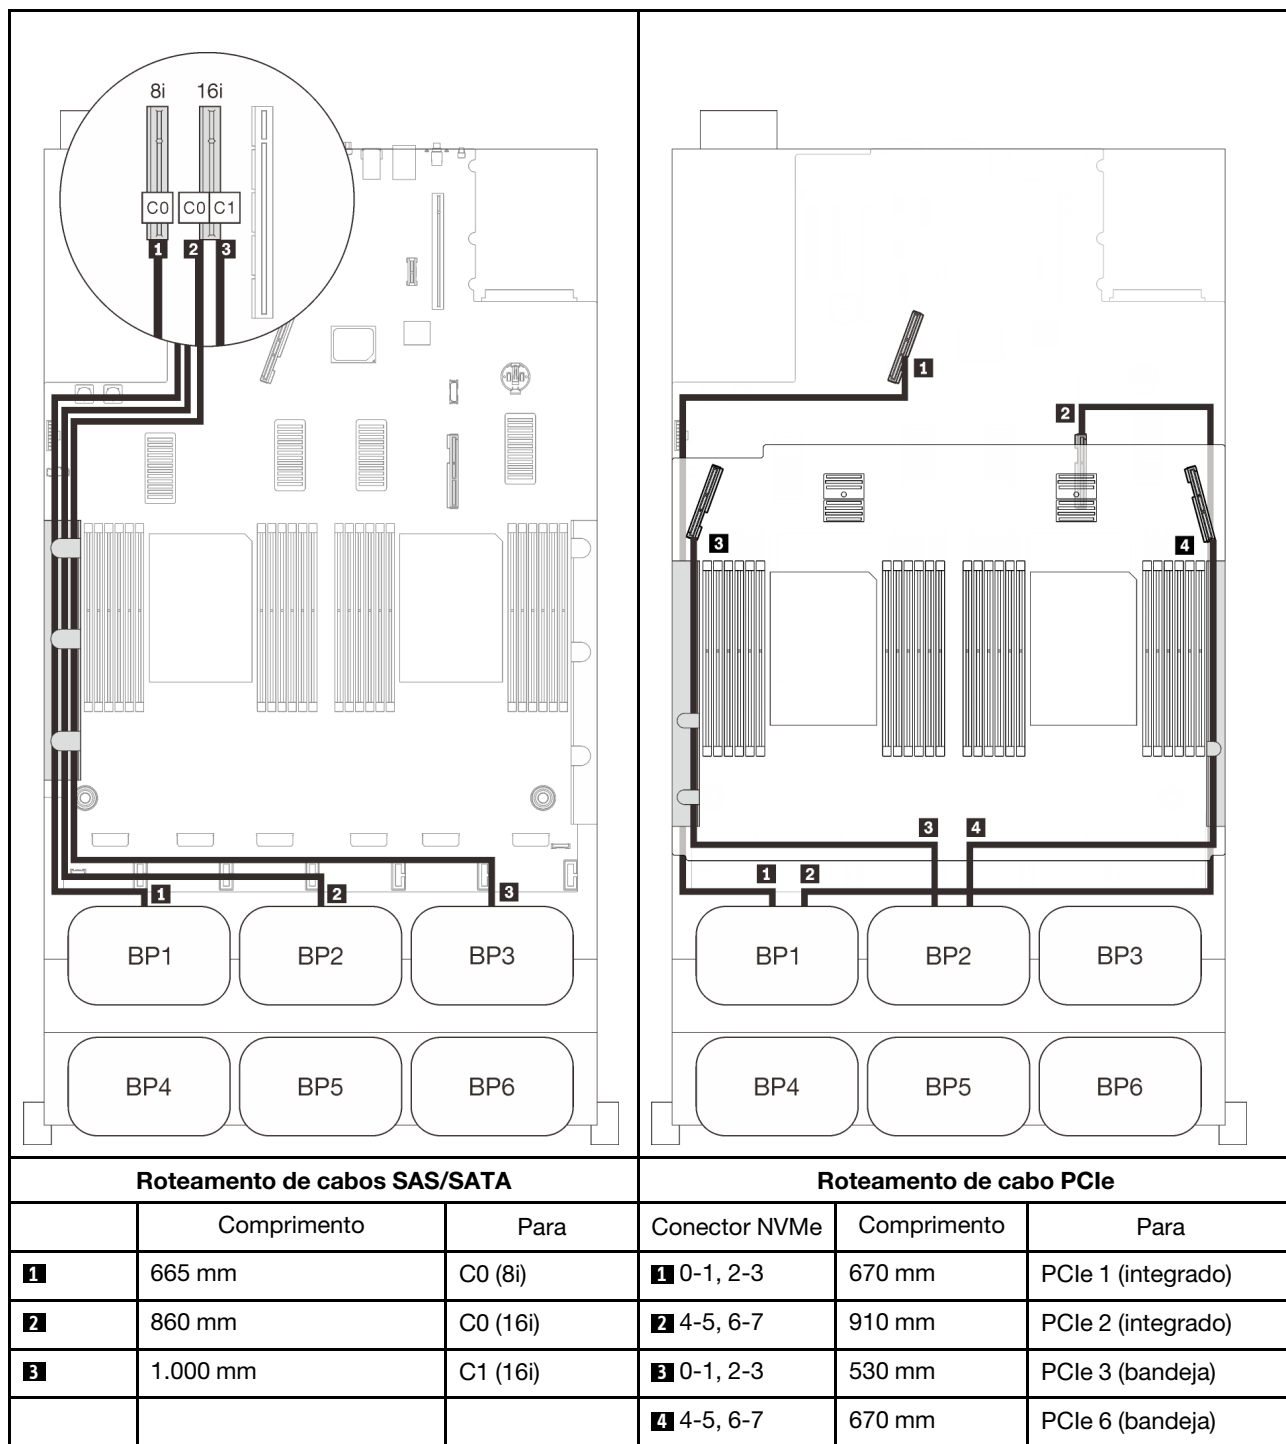 8i 16i
C0 C0 C1
1 2 3
1 2 3
BP1 BP2 BP3
BP4 BP5 BP6
1
2
3 4
3 4
1 2
BP1 BP2 BP3
BP4 BP5 BP6
Roteamento de cabos SAS/SATA Roteamento de cabo PCIe
Comprimento Para Conector NVMe Comprimento Para
1 665 mm C0 (8i) 1 0-1, 2-3 670 mm PCIe 1 (integrado)
2 860 mm C0 (16i) 2 4-5, 6-7 910 mm PCIe 2 (integrado)
3 1.000 mm C1 (16i) 3 0-1, 2-3 530 mm PCIe 3 (bandeja)
4 4-5, 6-7 670 mm PCIe 6 (bandeja)